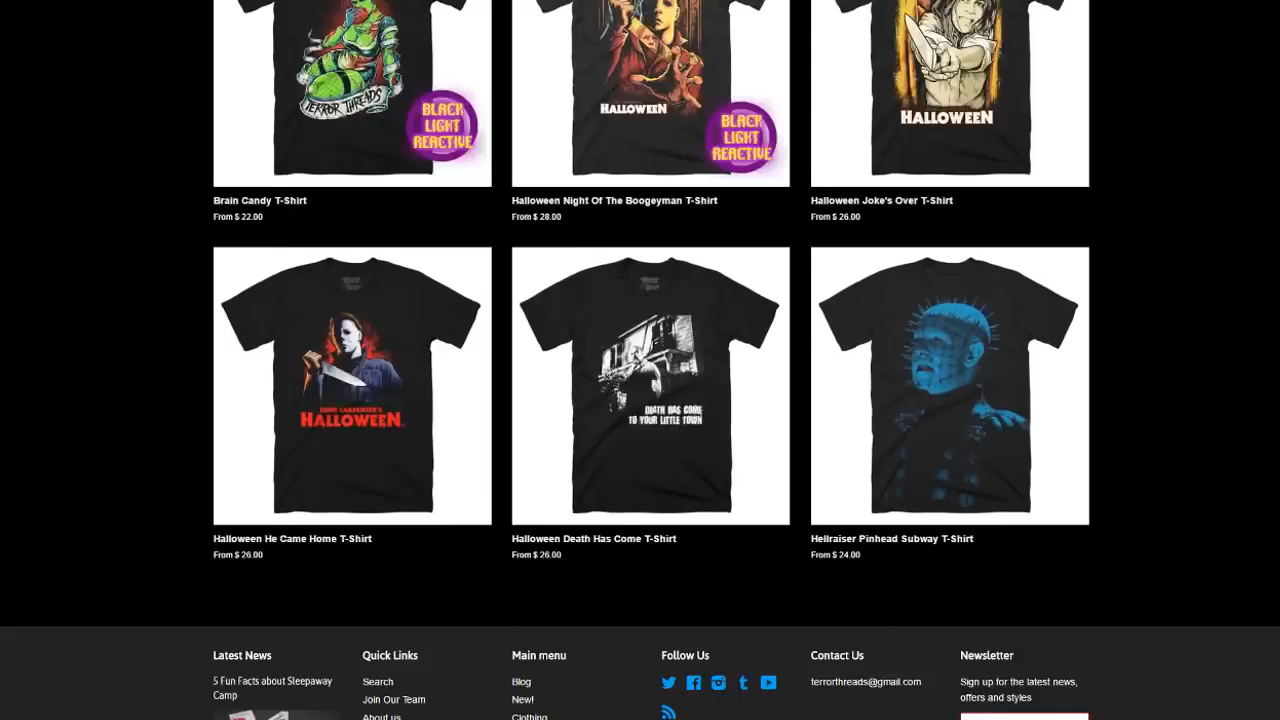 TERROR THREADS
BLACK
LIGHT
REACTIVE
HALLOWEEN
BLACK
LIGHT
REACTIVE
HALLOWEEN
Brain Candy T-Shirt
From $ 22.00
Halloween Night Of The Boogeyman T-Shirt
From $ 28.00
Halloween Joke's Over T-Shirt
From $ 26.00
JOHN CARPENTER'S
HALLOWEEN
DEATH HAS COME
TO YOUR LITTLE TOWN
Halloween He Came Home T-Shirt
From $ 26.00
Halloween Death Has Come T-Shirt
From $ 26.00
Hellraiser Pinhead Subway T-Shirt
From $ 24.00
Latest News
5 Fun Facts about Sleepaway
Camp
Quick Links
Search
Join Our Team
About us
Main menu
Blog
New!
Clothing
Follow Us
Contact Us
terrorthreads@gmail.com
Newsletter
Sign up for the latest news,
offers and styles